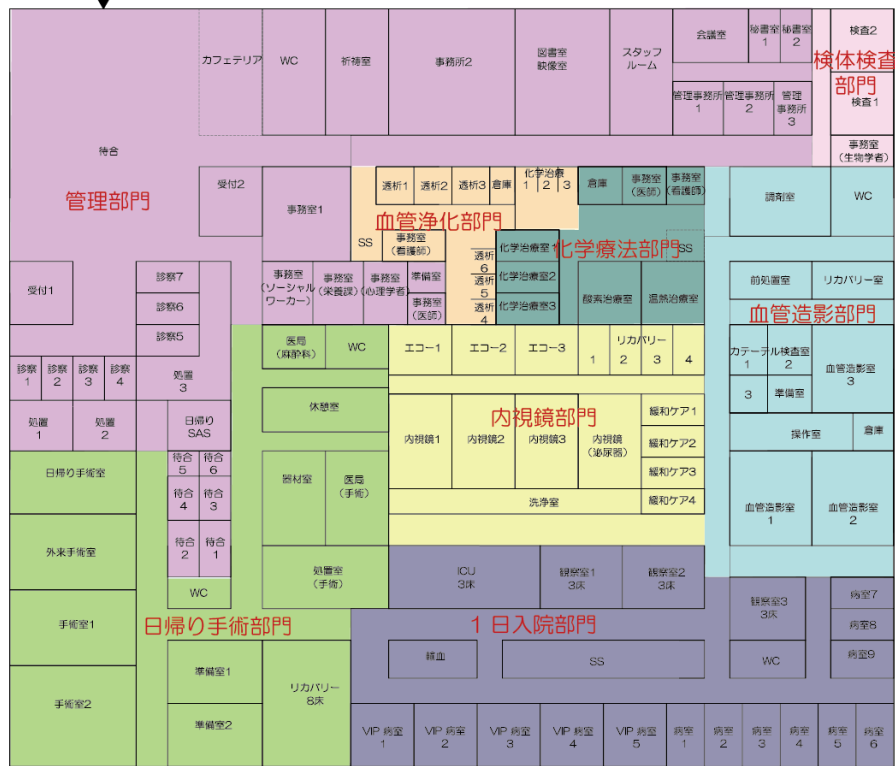 カフェテリア
WC
祈祷室
事務所2
図書室
映像室
スタッフ
ルーム
会議室
秘書室
1
秘書室
2
検査2
検体検査
部門
検査1
管理事務所
1
管理事務所
2
管理
事務所
3
事務室
(生物学者)
待合
管理部門
受付2
事務室1
透析1
透析2
透析3
倉庫
化学治療
1
2
3
倉庫
事務室
(医師)
事務室
(看護師)
調剤室
WC
血管浄化部門
SS
事務室
(看護師)
透析
6
透析
5
透析
4
化学治療室1
化学治療室2
化学治療室3
化学療法部門
SS
酸素治療室
温熱治療室
受付1
診察7
診察6
診察5
事務室
(ソーシャル
ワーカー)
事務室
(栄養課)
事務室
(心理学者)
準備室
事務室
(医師)
前処置室
リカバリー室
血管造影部門
診察
1
診察
2
診察
3
診察
4
処置
3
医局
(麻酔科)
WC
エコー1
エコー2
エコー3
リカバリー
1
2
3
4
カテーテル検査室
1
2
3
準備室
血管造影室
3
処置
1
処置
2
日帰り
SAS
休憩室
内視鏡部門
内視鏡1
内視鏡2
内視鏡3
内視鏡
(泌尿器)
緩和ケア1
緩和ケア2
緩和ケア3
緩和ケア4
操作室
倉庫
日帰り手術室
待合
5
待合
6
待合
4
待合
3
待合
2
待合
1
器材室
医局
(手術)
洗浄室
血管造影室
1
血管造影室
2
外来手術室
処置室
(手術)
ICU
3床
観察室1
3床
観察室2
3床
WC
観察室3
3床
病室7
病室8
病室9
手術室1
日帰り手術部門
1日入院部門
輸血
SS
WC
手術室2
準備室1
準備室2
リカバリー
8床
VIP 病室
1
VIP 病室
2
VIP 病室
3
VIP 病室
4
VIP 病室
5
病室
1
病室
2
病室
3
病室
4
病室
5
病室
6